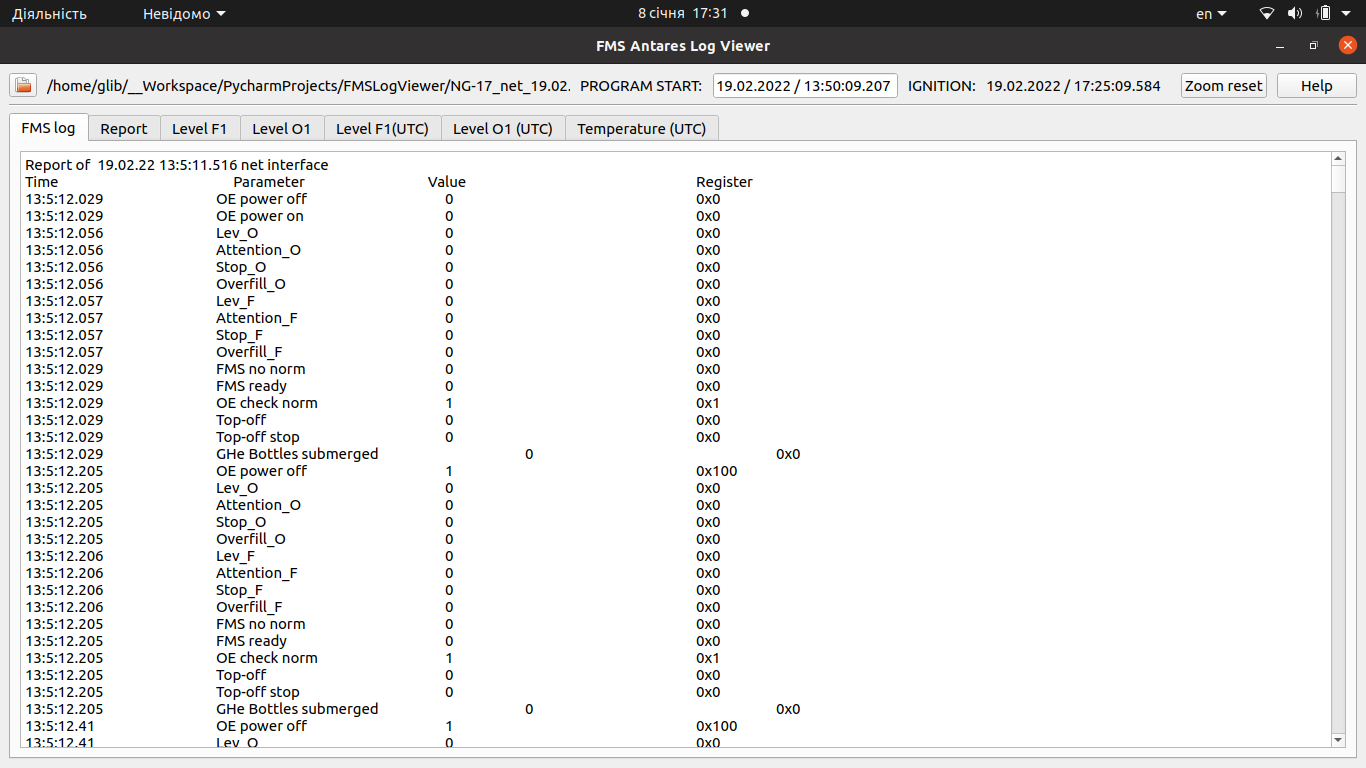 Діяльність Невідомо 8 січня 17:31 en
FMS Antares Log Viewer
/home/glib/__Workspace/PycharmProjects/FMSLogViewer/NG-17_net_19.02. PROGRAM START: 19.02.2022 / 13:50:09.207 IGNITION: 19.02.2022 / 17:25:09.584 Zoom reset Help
FMS log Report Level F1 Level O1 Level F1(UTC) Level O1 (UTC) Temperature (UTC)
Report of 19.02.22 13:5:11.516 net interface
Time Parameter Value Register
13:5:12.029 OE power off 0 0x0
13:5:12.029 OE power on 0 0x0
13:5:12.056 Lev_O 0 0x0
13:5:12.056 Attention_O 0 0x0
13:5:12.056 Stop_O 0 0x0
13:5:12.056 Overfill_O 0 0x0
13:5:12.057 Lev_F 0 0x0
13:5:12.057 Attention_F 0 0x0
13:5:12.057 Stop_F 0 0x0
13:5:12.057 Overfill_F 0 0x0
13:5:12.029 FMS no norm 0 0x0
13:5:12.029 FMS ready 0 0x0
13:5:12.029 OE check norm 1 0x1
13:5:12.029 Top-off 0 0x0
13:5:12.029 Top-off stop 0 0x0
13:5:12.029 GHe Bottles submerged 0 0x0
13:5:12.205 OE power off 1 0x100
13:5:12.205 Lev_O 0 0x0
13:5:12.205 Attention_O 0 0x0
13:5:12.205 Stop_O 0 0x0
13:5:12.205 Overfill_O 0 0x0
13:5:12.206 Lev_F 0 0x0
13:5:12.206 Attention_F 0 0x0
13:5:12.206 Stop_F 0 0x0
13:5:12.206 Overfill_F 0 0x0
13:5:12.205 FMS no norm 0 0x0
13:5:12.205 FMS ready 0 0x0
13:5:12.205 OE check norm 1 0x1
13:5:12.205 Top-off 0 0x0
13:5:12.205 Top-off stop 0 0x0
13:5:12.205 GHe Bottles submerged 0 0x0
13:5:12.41 OE power off 1 0x100
13:5:12.41 Lev_O 0 0x0